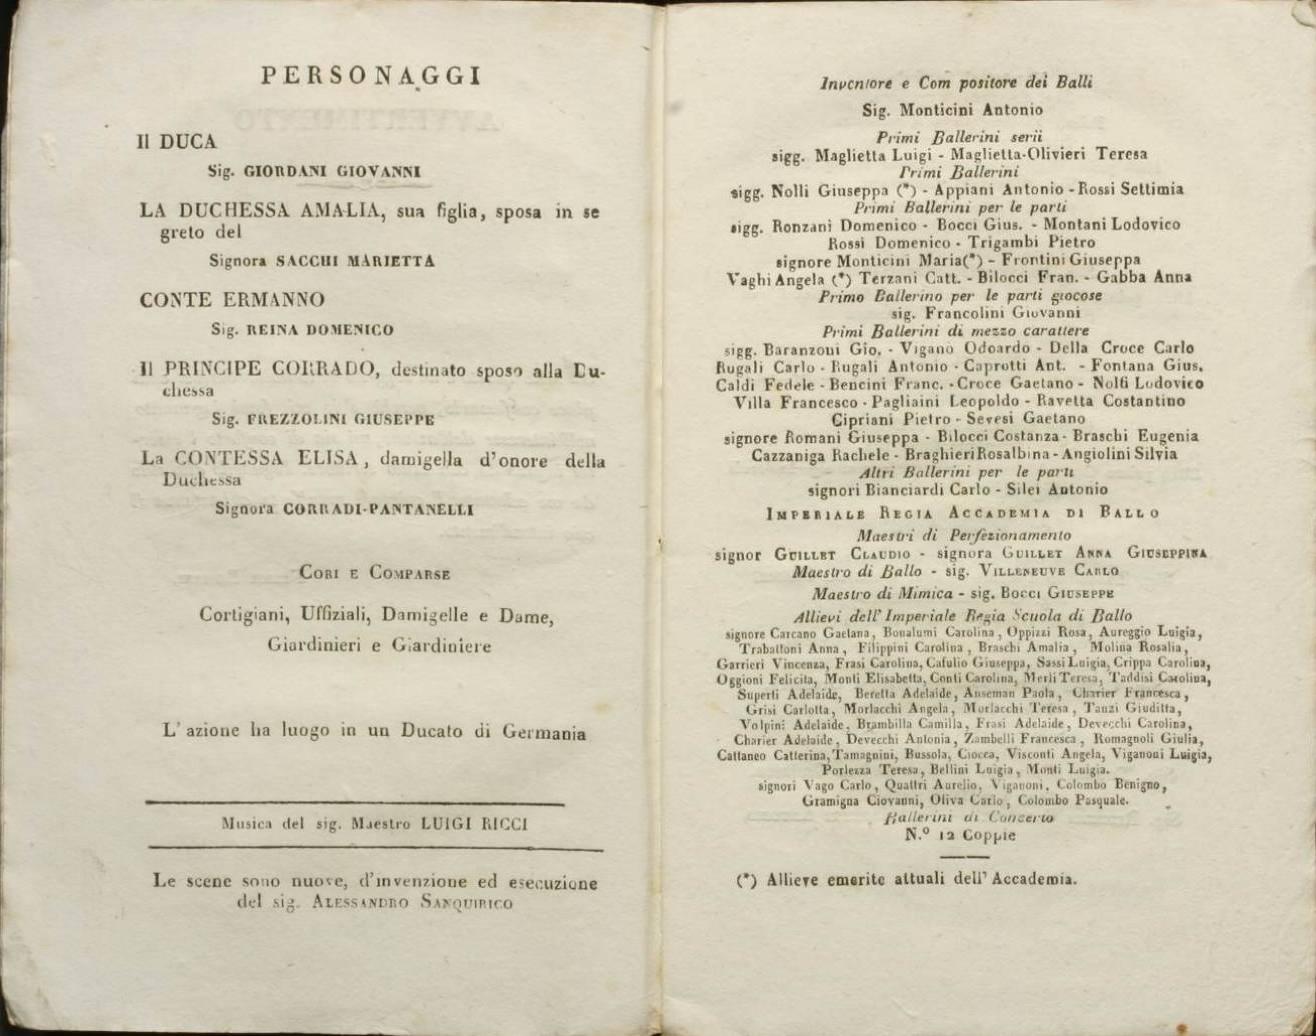 PERSONAGGI
Il DUCA
Sig. GIORDANI GIOVANNI
LA DUCHESSA AMALIA, sua figlia, sposa in se
greto del
Signora SACCHI MARIETTA
CONTE ERMANNO
Sig. REINA DOMENICO
Il PRINCIPE CORRADO, destinato sposo alla Du-
chessa
Sig. FREZZOLINI GIUSEPPE
La CONTESSA ELISA, damigella d'onore della
Duchessa
Signora CORRADI-PANTANELLI
CORI E COMPARSE
Cortigiani, Uffiziali, Damigelle e Dame,
Giardinieri e Giardiniere
L'azione ha luogo in un Ducato di Germania
Musica del sig. Maestro LUIGI RICCI
Le scene sono nuove, d'invenzione ed esecuzione
del sig. ALESSANDRO SANQUIRICO
Inventore e Com positore dei Balli
Sig. Monticini Antonio
Primi Ballerini serii
sigg. Maglietta Luigi - Maglietta-Olivieri Teresa
Primi Ballerini
sigg. Nolli Giuseppa (*) - Appiani Antonio - Rossi Settimia
Primi Ballerini per le parti
sigg. Ronzani Domenico - Bocci Gius. - Montani Lodovico
Rossi Domenico - Trigambi Pietro
signore Monticini Maria(*) - Frontini Giuseppa
Vaghi Angela (*) Terzani Catt. - Bilocci Fran. - Gabba Anna
Primo Ballerino per le parti giocose
sig. Francolini Giovanni
Primi Ballerini di mezzo carattere
sigg. Baranzoni Gio. - Viganò Odoardo - Della Croce Carlo
Rugali Carlo - Rugali Antonio - Caprotti Ant. - Fontana Gius.
Caldi Fedele - Bencini Franc. - Croce Gaetano - Nolfi Lodovico
Villa Francesco - Pagliaini Leopoldo - Ravetta Costantino
Cipriani Pietro - Sevesi Gaetano
signore Romani Giuseppa - Bilocci Costanza - Braschi Eugenia
Cazzaniga Rachele - Braghieri Rosalbina - Angiolini Silvia
Altri Ballerini per le parti
signori Bianciardi Carlo - Silei Antonio
IMPERIALE REGIA ACCADEMIA DI BALLO
Maestri di Perfezionamento
signor GUILLET CLAUDIO - signora GUILLET ANNA GIUSEPPINA
Maestro di Ballo - sig. VILLENEUVE CARLO
Maestro di Mimica - sig. BOCCI GIUSEPPE
Allievi dell'Imperiale Regia Scuola di Ballo
signore Carcano Gaetana, Bonalumi Carolina, Oppizzi Rosa, Aureggio Luigia,
Trabattoni Anna, Filippini Carolina, Braschi Amalia, Molina Rosalia,
Garrieri Vincenza, Frasi Carolina, Cafulio Giuseppa, Sassi Luigia, Crippa Carolina,
Oggioni Felicita, Monti Elisabetta, Conti Carolina, Merli Teresa, Taddisi Carolina,
Superti Adelaide, Beretta Adelaide, Anseman Paola, Charier Francesca,
Grisi Carlotta, Morlacchi Angela, Morlacchi Teresa, Tanzi Giuditta,
Volpini Adelaide, Brambilla Camilla, Frasi Adelaide, Devecchi Carolina,
Charier Adelaide, Devecchi Antonia, Zambelli Francesca, Romagnoli Giulia,
Cattaneo Catterina, Tamagnini, Bussola, Ciocca, Visconti Angela, Viganoni Luigia,
Porlezza Teresa, Bellini Luigia, Monti Luigia.
signori Vago Carlo, Quattri Aurelio, Viganoni, Colombo Benigno,
Gramigna Giovanni, Oliva Carlo, Colombo Pasquale.
Ballerini di Concerto
N.º 12 Coppie
(*) Allieve emerite attuali dell'Accademia.